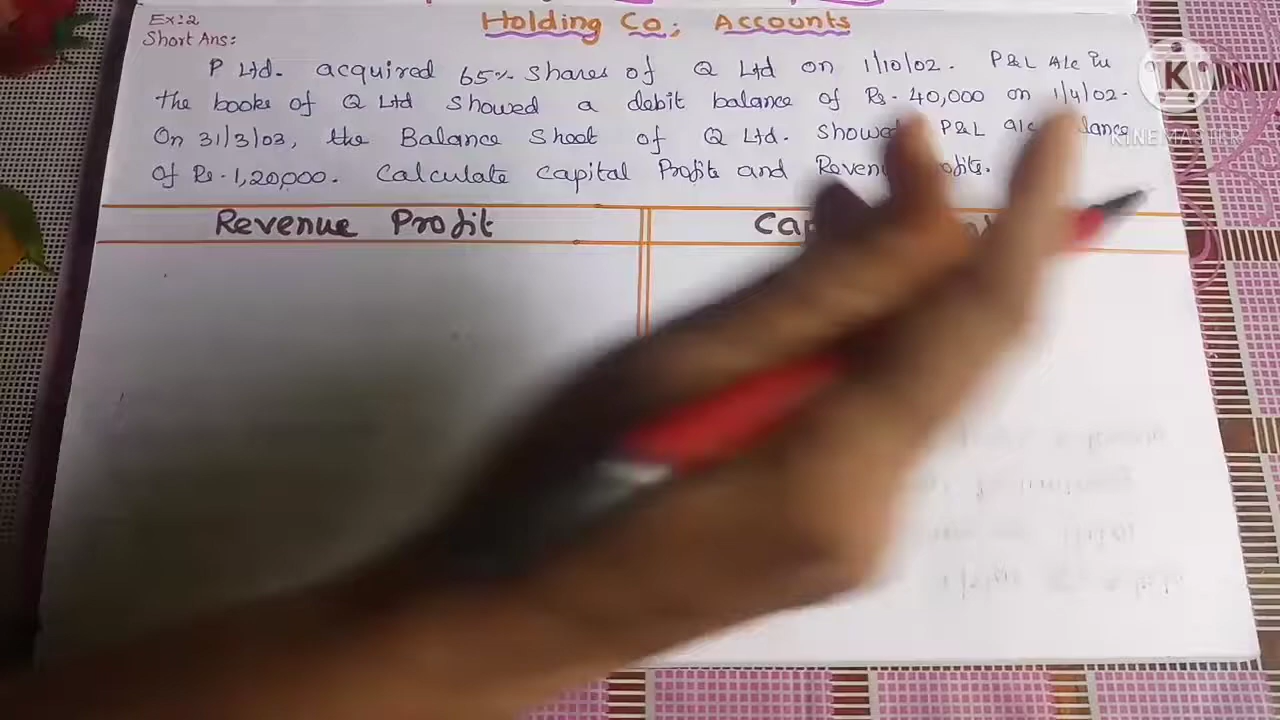 Ex:2
Holding Co; Accounts
Short Ans:
P Ltd. acquired 65% shares of Q Ltd on 1/10/02. P&L A/c in
the books of Q Ltd showed a debit balance of Rs. 40,000 on 1/4/02.
On 31/3/03, the Balance Sheet of Q Ltd. showed P&L a/c
of Rs. 1,20,000. Calculate Capital Profit and
Revenue Profit
K
KINEMASTER